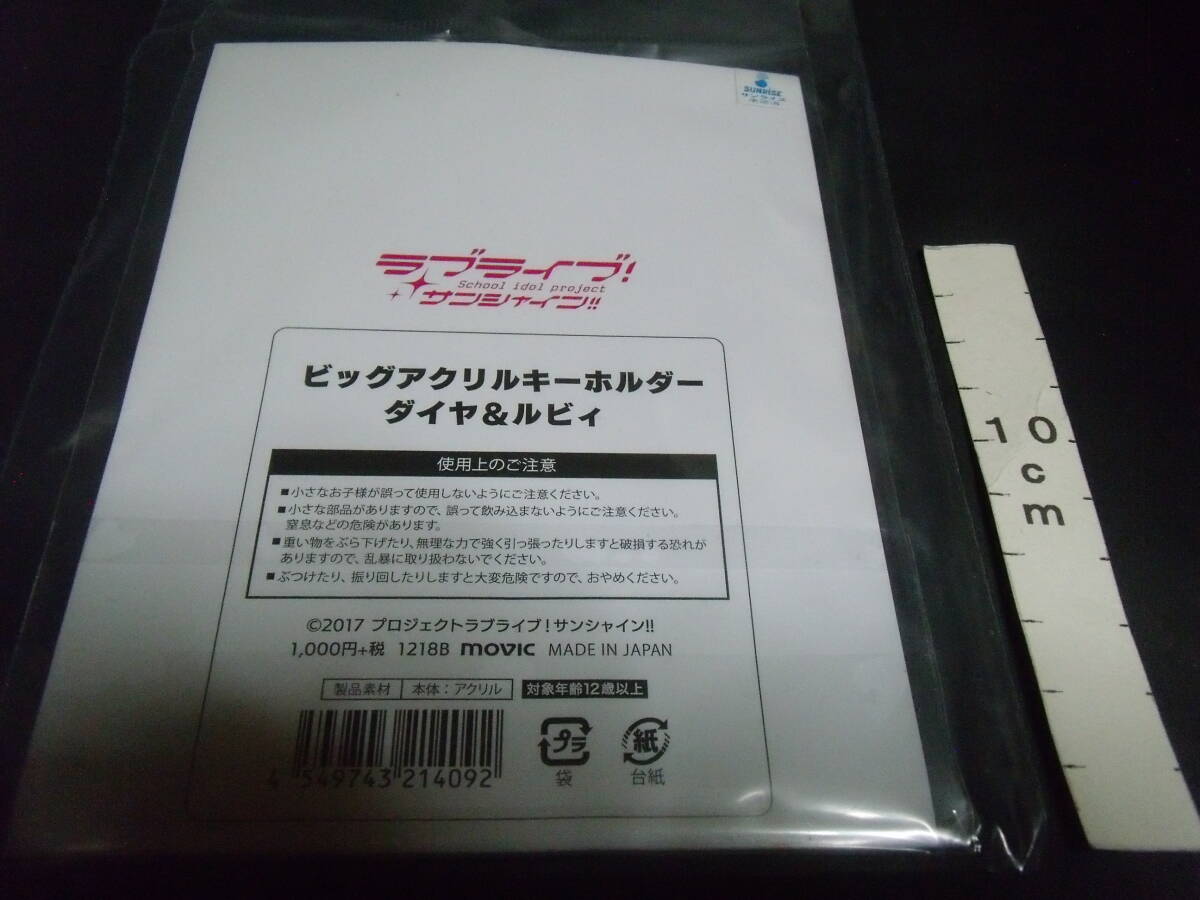 SUNRISE
サンライズ
ラブライブ!
School idol project
サンシャイン!!
ビッグアクリルキーホルダー
ダイヤ&ルビィ
使用上のご注意
■小さなお子様が誤って使用しないようにご注意ください。
■小さな部品がありますので、誤って飲み込まないようにご注意ください。
窒息などの危険があります。
■重い物をぶら下げたり、無理な力で強く引っ張ったりしますと破損する恐れが
ありますので、乱暴に取り扱わないでください。
■ぶつけたり、振り回したりしますと大変危険ですので、おやめください。
©2017 プロジェクトラブライブ!サンシャイン!!
1,000円+税 1218B movic MADE IN JAPAN
製品素材 本体:アクリル 対象年齢12歳以上
4 549743 214092
プラ
袋
紙
台紙
10
cm